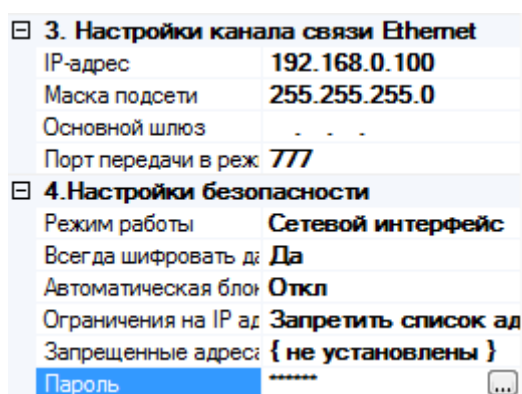 3. Настройки канала связи Ethernet
IP-адрес 192.168.0.100
Маска подсети 255.255.255.0
Основной шлюз . . .
Порт передачи в реж 777
4.Настройки безопасности
Режим работы Сетевой интерфейс
Всегда шифровать да Да
Автоматическая блок Откл
Ограничения на IP ад Запретить список ад
Запрещенные адреса { не установлены }
Пароль ****** ...